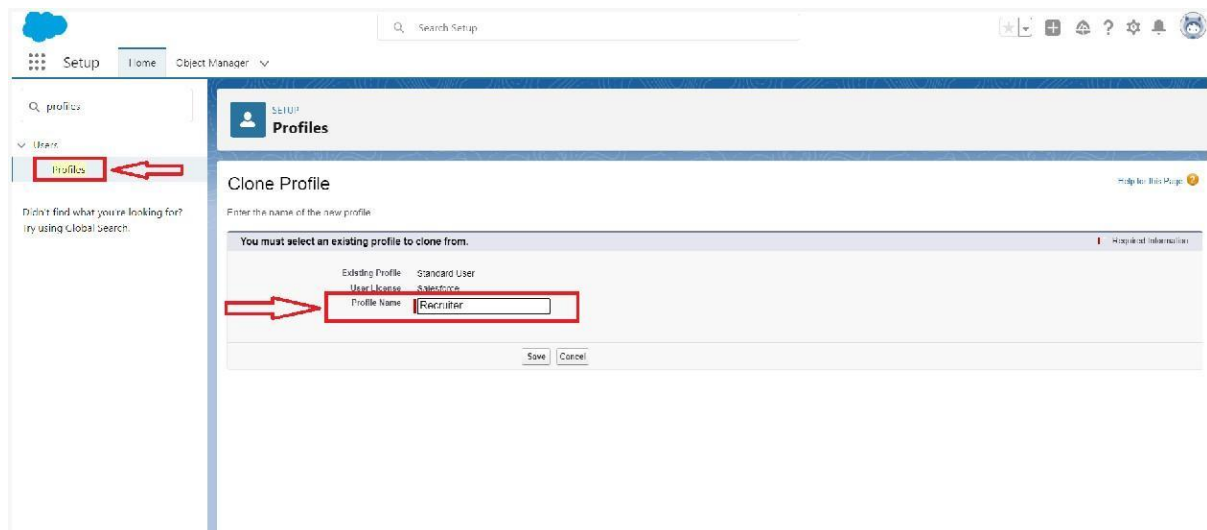 Search Setup
Setup Home Object Manager
profiles
SETUP
Profiles
Users
Profiles
Clone Profile
Help for this Page
Didn't find what you're looking for?
Try using Global Search.
Enter the name of the new profile.
You must select an existing profile to clone from.
Required Information
Existing Profile Standard User
User License Salesforce
Profile Name Recruiter
Save Cancel